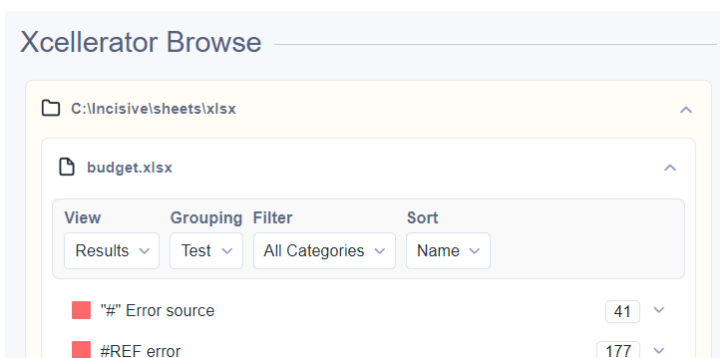 Xcellerator Browse
C:\Incisive\sheets\xlsx
budget.xlsx
View Grouping Filter Sort
Results Test All Categories Name
"#" Error source 41
#REF error 177